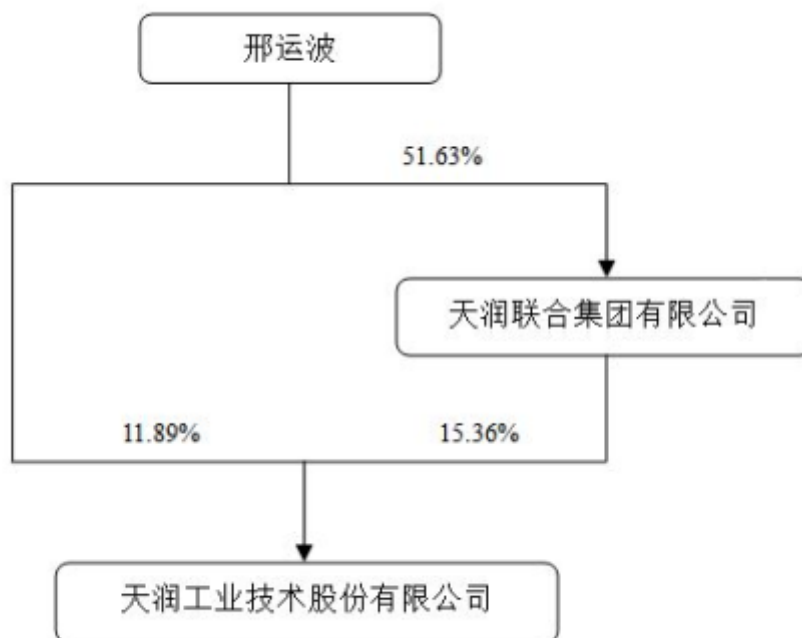 邢运波
51.63%
天润联合集团有限公司
11.89%
15.36%
天润工业技术股份有限公司